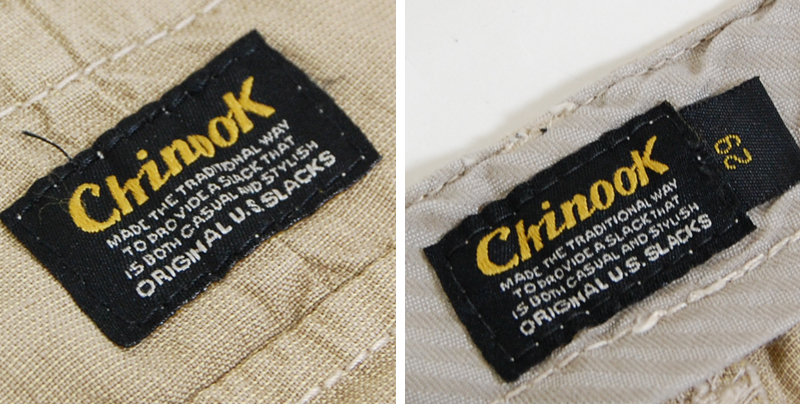 Chinook
MADE THE TRADITIONAL WAY
TO PROVIDE A SLACK THAT
IS BOTH CASUAL AND STYLISH
ORIGINAL U.S. SLACKS
Chinook
MADE THE TRADITIONAL WAY
TO PROVIDE A SLACK THAT
IS BOTH CASUAL AND STYLISH
ORIGINAL U.S. SLACKS
29